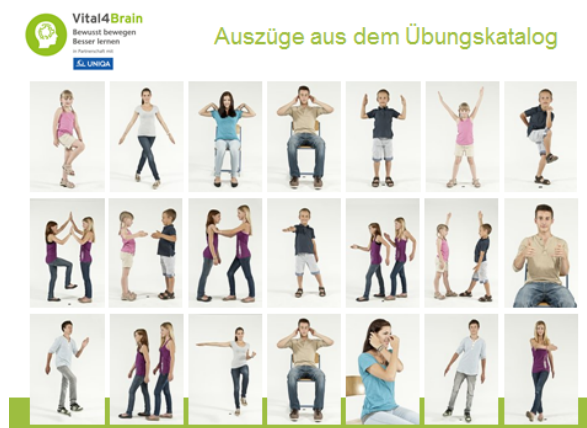 Vital4Brain
Bewusst bewegen
Besser lernen
in Partnerschaft mit
UNIQA
Auszüge aus dem Übungskatalog